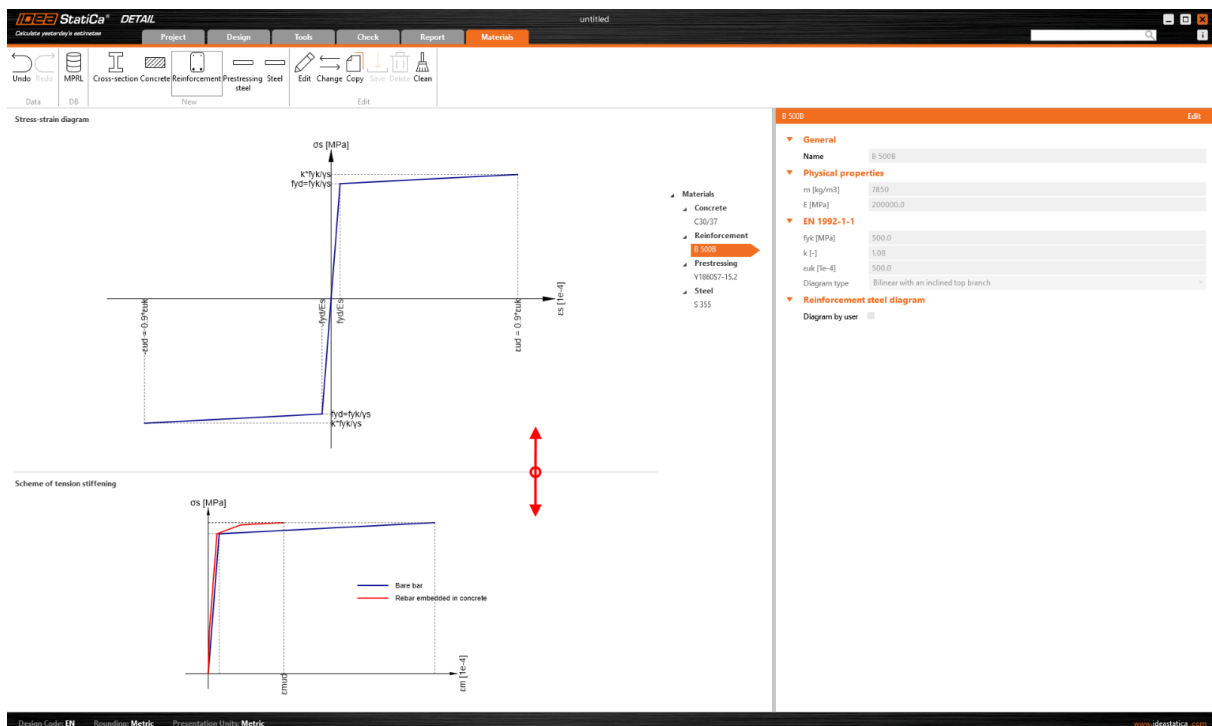 IDEA StatiCa® DETAIL
Calculate yesterday's estimates
untitled
Project Design Tools Check Report Materials
Undo Redo MPRL Cross-section Concrete Reinforcement Prestressing steel Steel Edit Change Copy Save Delete Clean
Data DB New Edit
Stress-strain diagram
σs [MPa]
k*fyk/γs
fyd=fyk/γs
-εud = 0.9*εuk
-fyd/Es
fyd/Es
εud = 0.9*εuk
εs [1e-4]
fyd=fyk/γs
k*fyk/γs
Scheme of tension stiffening
σs [MPa]
Bare bar
Rebar embedded in concrete
εmud
εm [1e-4]
Materials
Concrete
C30/37
Reinforcement
B 500B
Prestressing
Y1860S7-15.2
Steel
S 355
B 500B Edit
General
Name B 500B
Physical properties
m [kg/m3] 7850
E [MPa] 200000.0
EN 1992-1-1
fyk [MPa] 500.0
k [-] 1.08
εuk [1e-4] 500.0
Diagram type Bilinear with an inclined top branch
Reinforcement steel diagram
Diagram by user
Design Code: EN Rounding: Metric Presentation Units: Metric
www.ideastatica.com